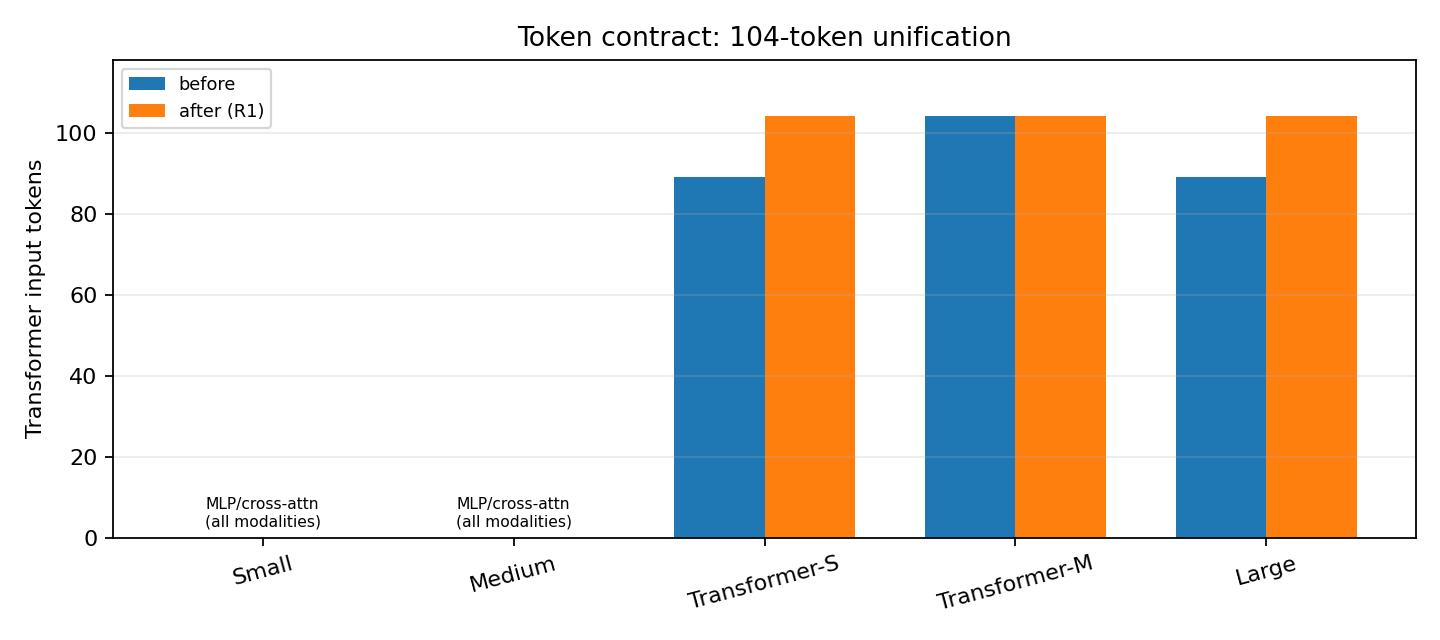 Token contract: 104-token unification
before
after (R1)
Transformer input tokens
100
80
60
40
20
0
MLP/cross-attn
(all modalities)
MLP/cross-attn
(all modalities)
Small
Medium
Transformer-S
Transformer-M
Large